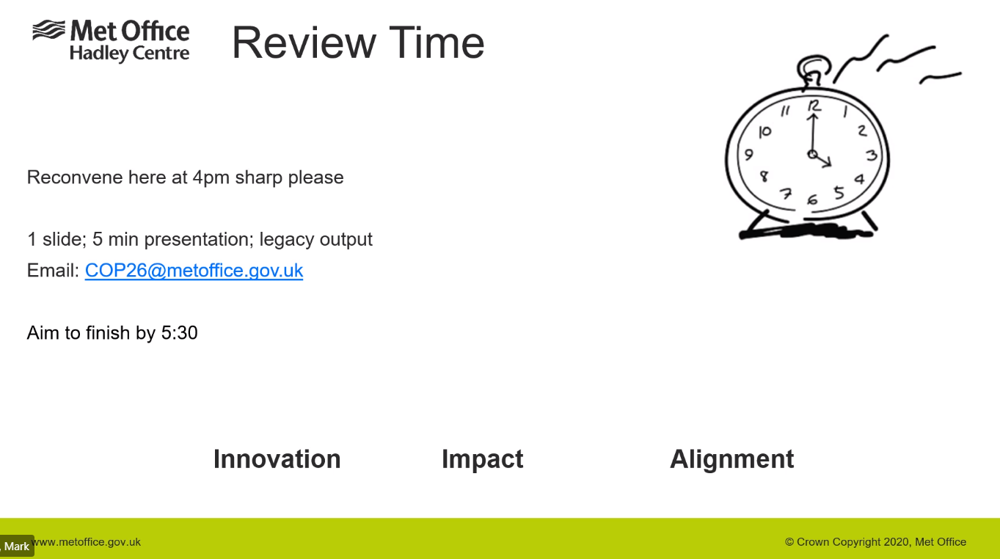 Met Office
Hadley Centre
Review Time
11 12 1
10 2
9 3
8 4
7 6 5
Reconvene here at 4pm sharp please
1 slide; 5 min presentation; legacy output
Email: COP26@metoffice.gov.uk
Aim to finish by 5:30
Innovation Impact Alignment
, Mark
www.metoffice.gov.uk
© Crown Copyright 2020, Met Office